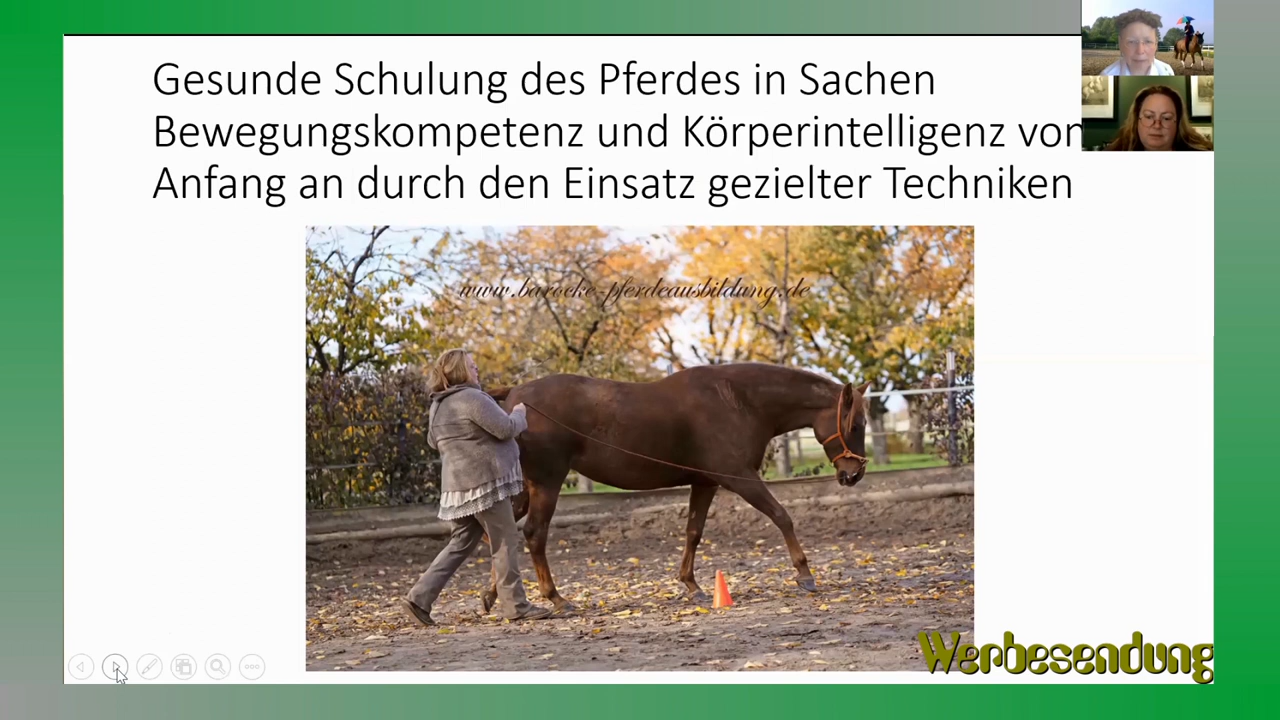 Gesunde Schulung des Pferdes in Sachen
Bewegungskompetenz und Körperintelligenz von
Anfang an durch den Einsatz gezielter Techniken
www.barocke-pferdeausbildung.de
Werbesendung